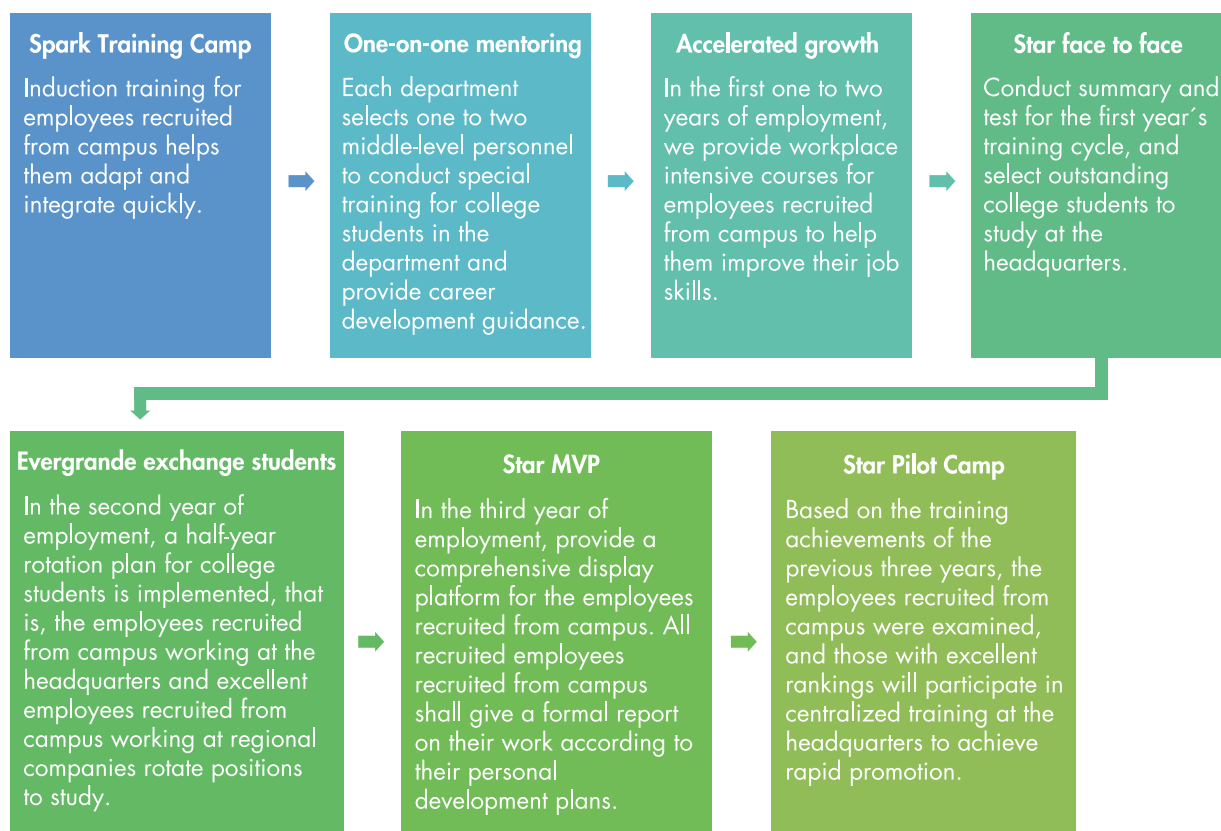 Spark Training Camp
Induction training for
employees recruited
from campus helps
them adapt and
integrate quickly.
One-on-one mentoring
Each department
selects one to two
middle-level personnel
to conduct special
training for college
students in the
department and
provide career
development guidance.
Accelerated growth
In the first one to two
years of employment,
we provide workplace
intensive courses for
employees recruited
from campus to help
them improve their job
skills.
Star face to face
Conduct summary and
test for the first year´s
training cycle, and
select outstanding
college students to
study at the
headquarters.
Evergrande exchange students
In the second year of
employment, a half-year
rotation plan for college
students is implemented, that
is, the employees recruited
from campus working at the
headquarters and excellent
employees recruited from
campus working at regional
companies rotate positions
to study.
Star MVP
In the third year of
employment, provide a
comprehensive display
platform for the employees
recruited from campus. All
recruited employees
recruited from campus
shall give a formal report
on their work according to
their personal
development plans.
Star Pilot Camp
Based on the training
achievements of the
previous three years, the
employees recruited from
campus were examined,
and those with excellent
rankings will participate in
centralized training at the
headquarters to achieve
rapid promotion.